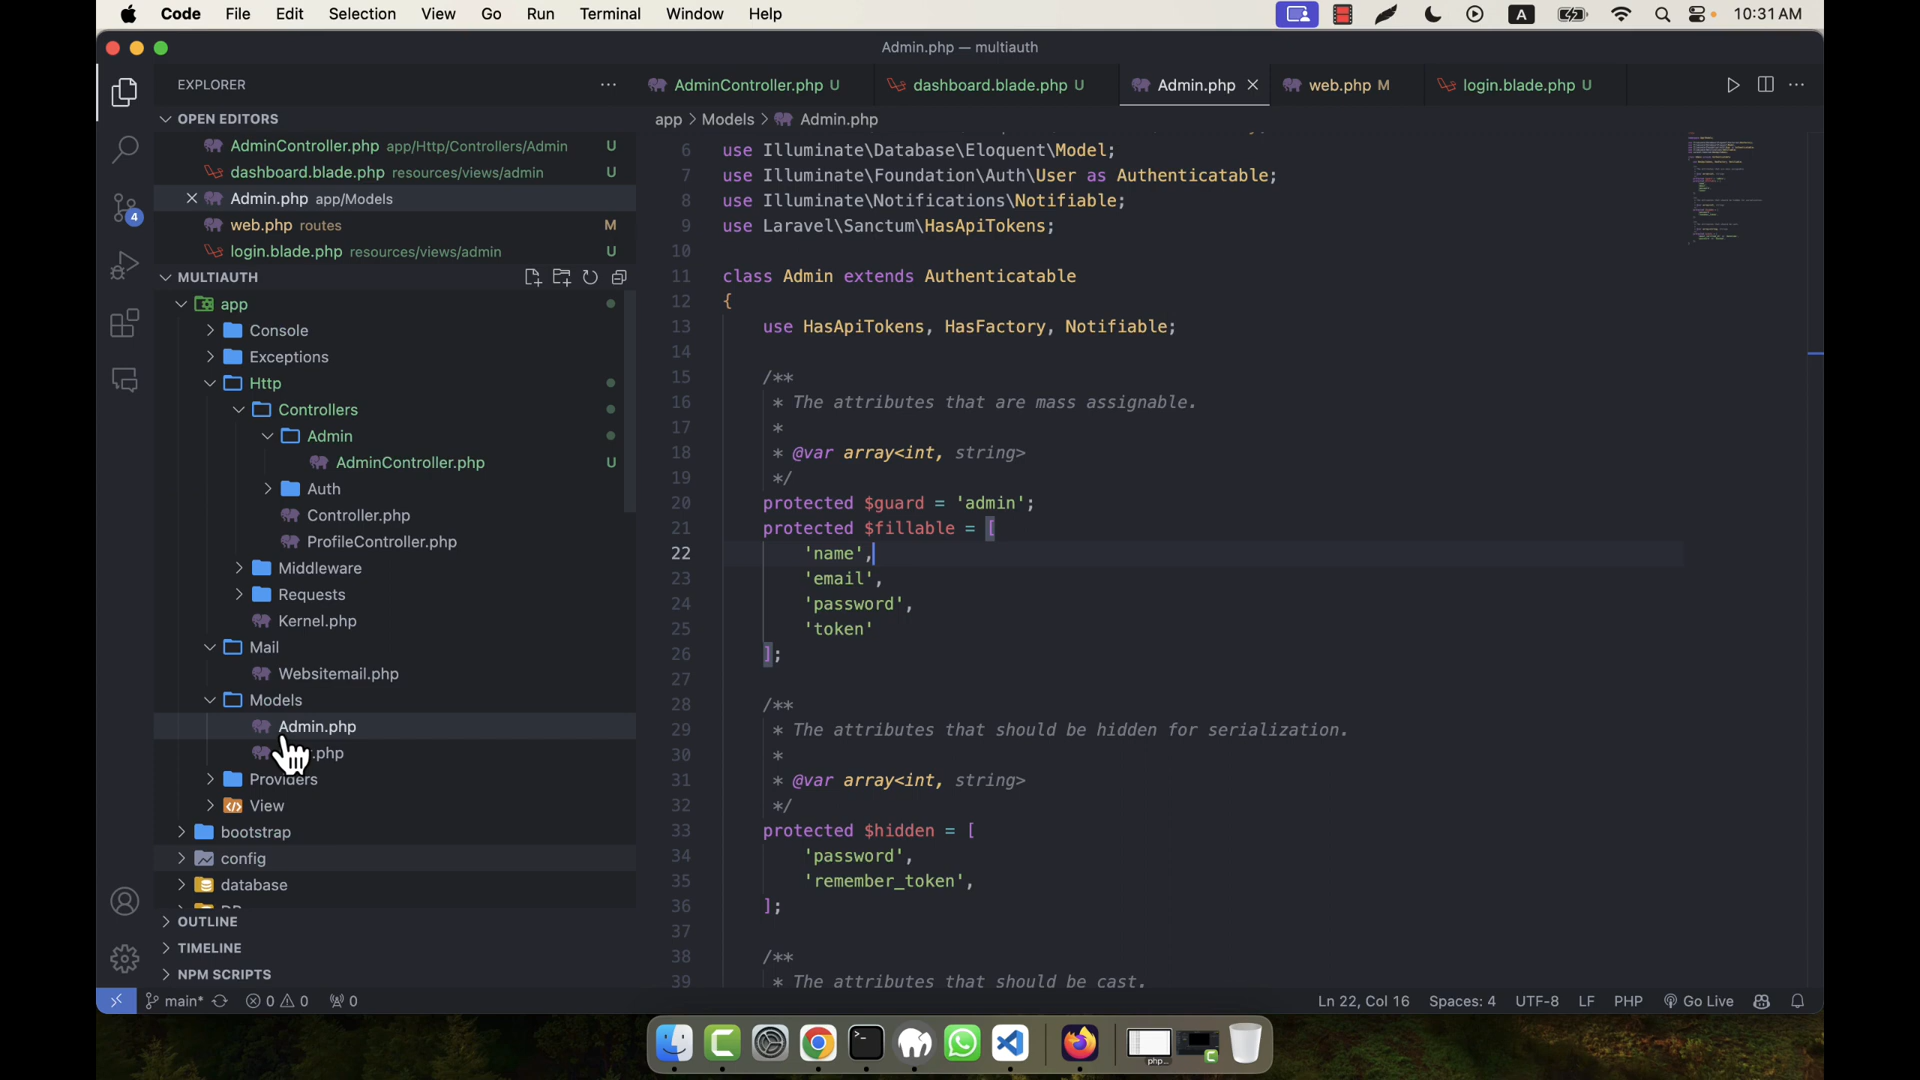 Code File Edit Selection View Go Run Terminal Window Help A 10:31 AM
Admin.php — multiauth
EXPLORER
AdminController.php U dashboard.blade.php U Admin.php web.php M login.blade.php U
OPEN EDITORS
AdminController.php app/Http/Controllers/Admin U
dashboard.blade.php resources/views/admin U
Admin.php app/Models
web.php routes M
login.blade.php resources/views/admin U
MULTIAUTH
app
Console
Exceptions
Http
Controllers
Admin
AdminController.php U
Auth
Controller.php
ProfileController.php
Middleware
Requests
Kernel.php
Mail
Websitemail.php
Models
Admin.php
.php
Providers
View
bootstrap
config
database
OUTLINE
TIMELINE
NPM SCRIPTS
4
app > Models > Admin.php
6 use Illuminate\Database\Eloquent\Model;
7 use Illuminate\Foundation\Auth\User as Authenticatable;
8 use Illuminate\Notifications\Notifiable;
9 use Laravel\Sanctum\HasApiTokens;
10
11 class Admin extends Authenticatable
12 {
13 use HasApiTokens, HasFactory, Notifiable;
14
15 /**
16 * The attributes that are mass assignable.
17 *
18 * @var array<int, string>
19 */
20 protected $guard = 'admin';
21 protected $fillable = [
22 'name',
23 'email',
24 'password',
25 'token'
26 ];
27
28 /**
29 * The attributes that should be hidden for serialization.
30 *
31 * @var array<int, string>
32 */
33 protected $hidden = [
34 'password',
35 'remember_token',
36 ];
37
38 /**
39 * The attributes that should be cast.
main* 0 0 0 Ln 22, Col 16 Spaces: 4 UTF-8 LF PHP Go Live
php